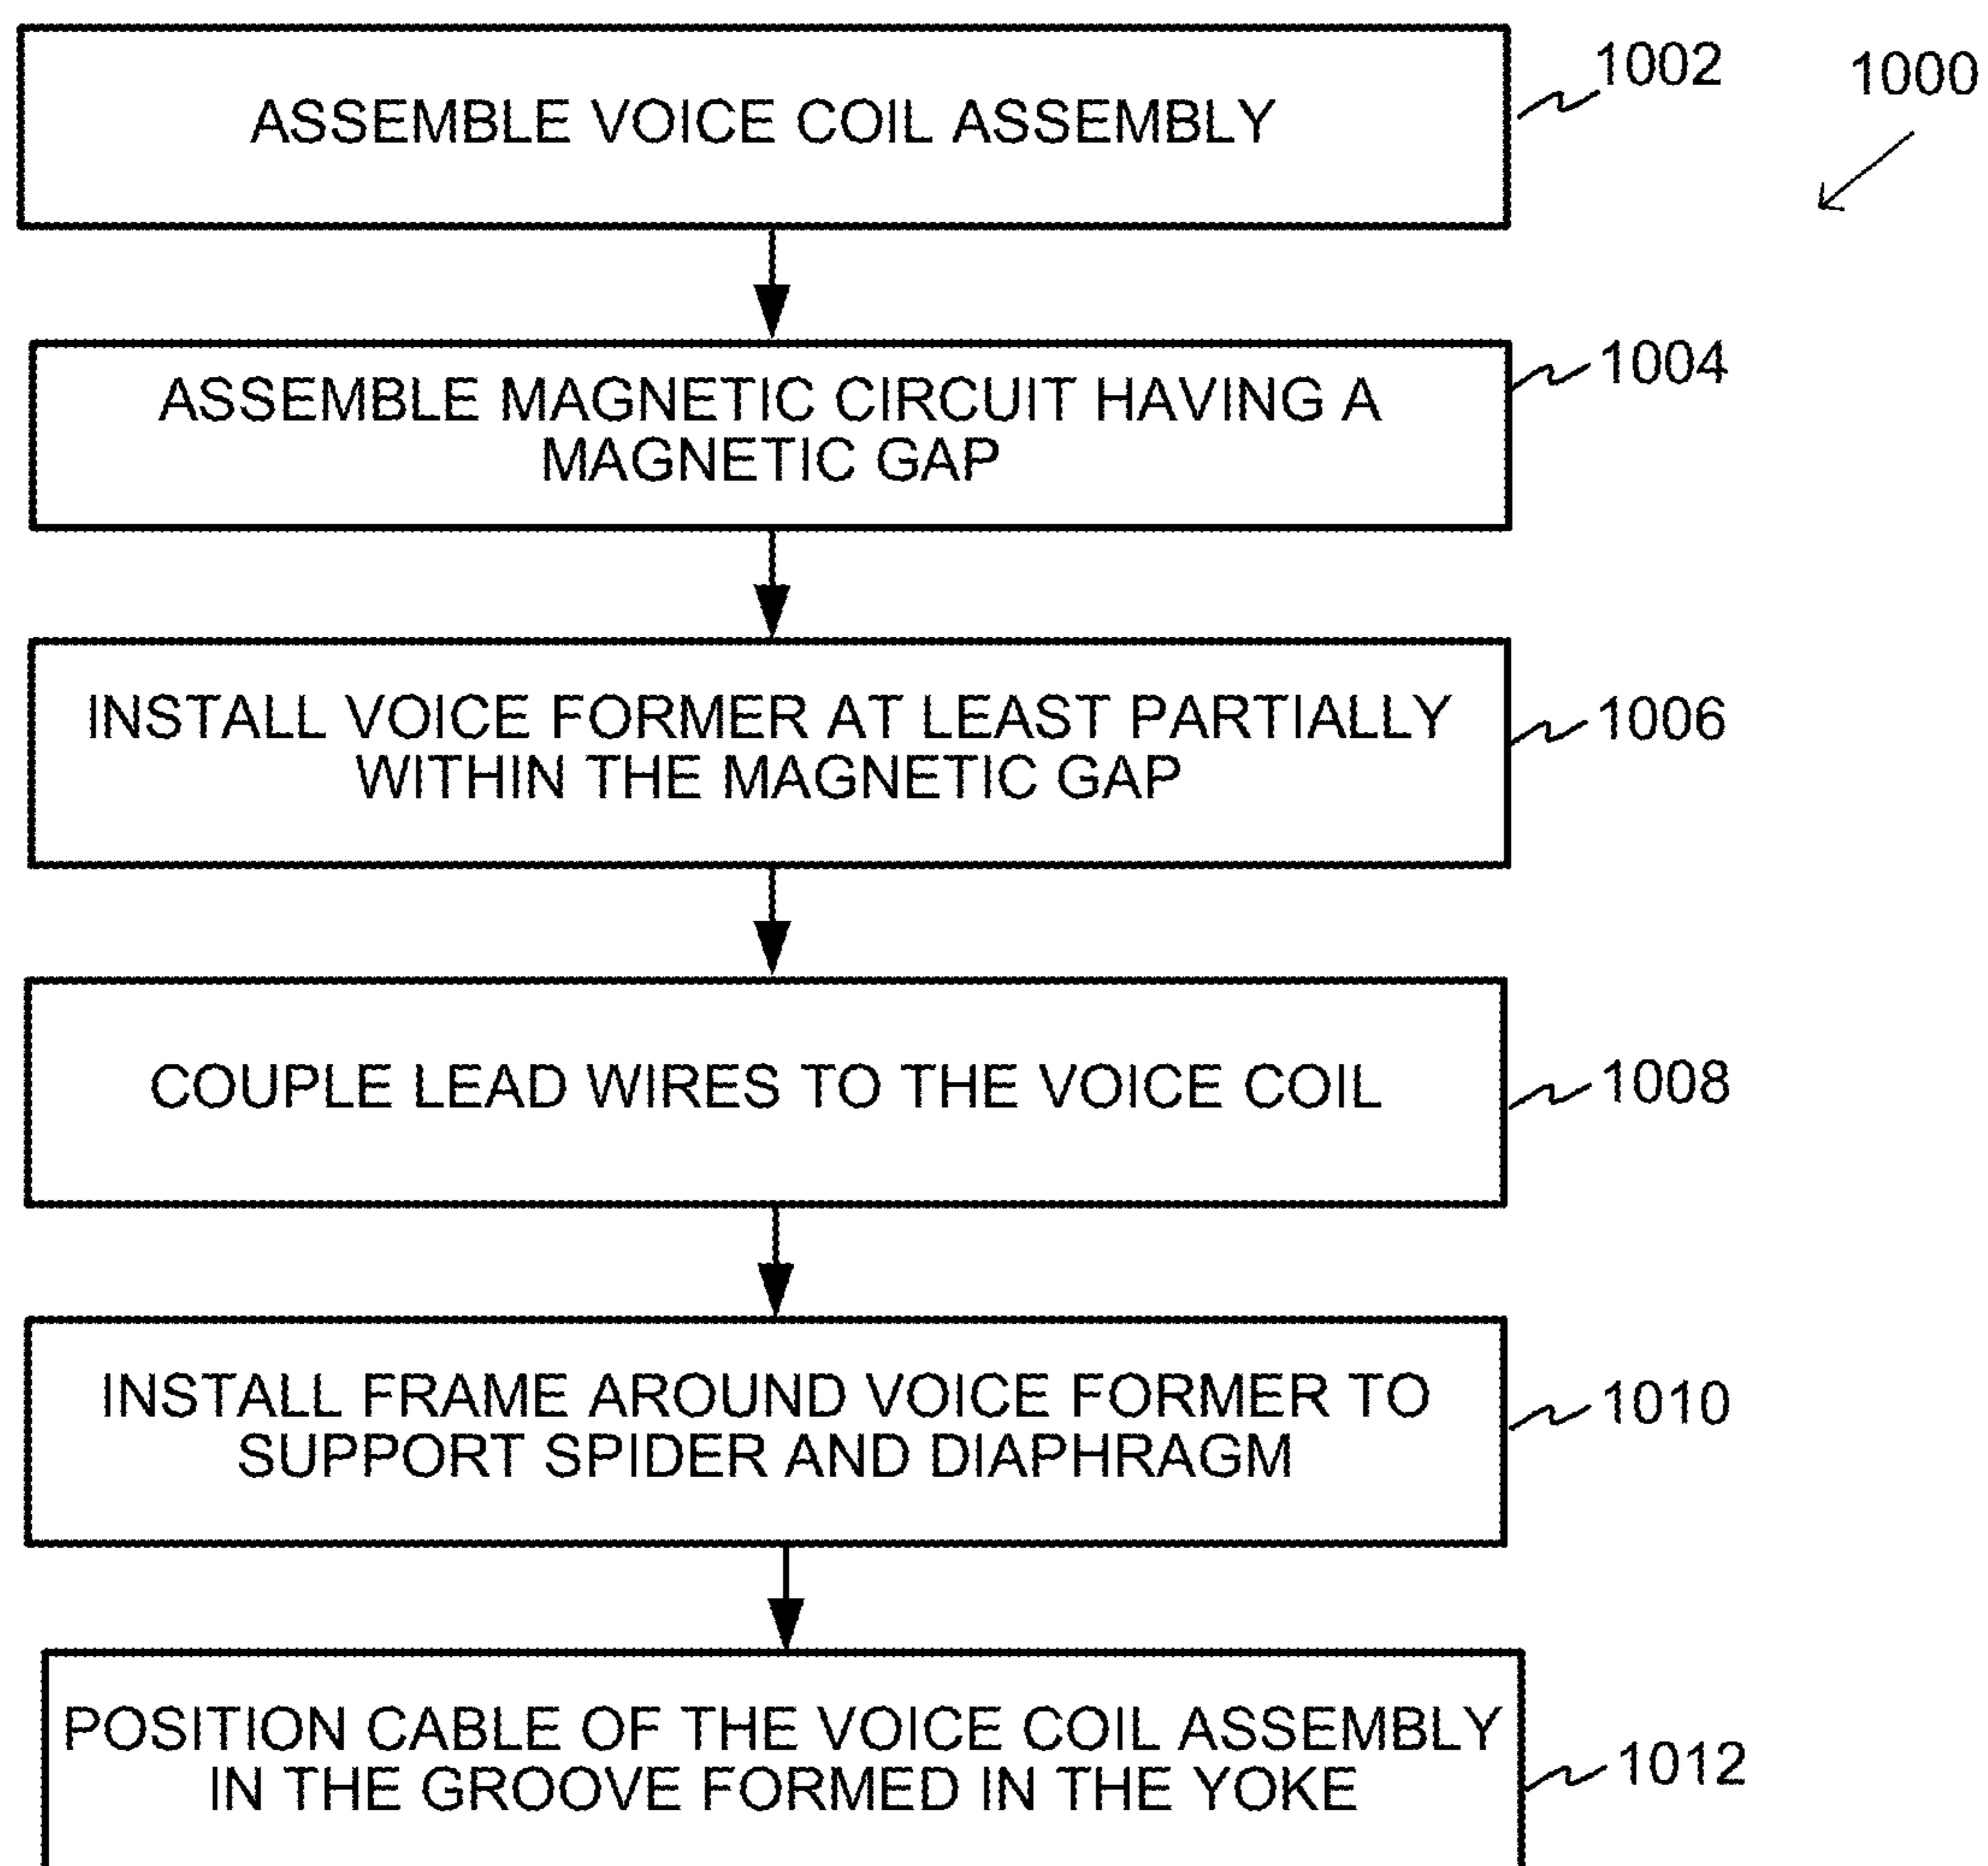 1000
ASSEMBLE VOICE COIL ASSEMBLY
1002
ASSEMBLE MAGNETIC CIRCUIT HAVING A
MAGNETIC GAP
1004
INSTALL VOICE FORMER AT LEAST PARTIALLY
WITHIN THE MAGNETIC GAP
1006
COUPLE LEAD WIRES TO THE VOICE COIL
1008
INSTALL FRAME AROUND VOICE FORMER TO
SUPPORT SPIDER AND DIAPHRAGM
1010
POSITION CABLE OF THE VOICE COIL ASSEMBLY
IN THE GROOVE FORMED IN THE YOKE
1012